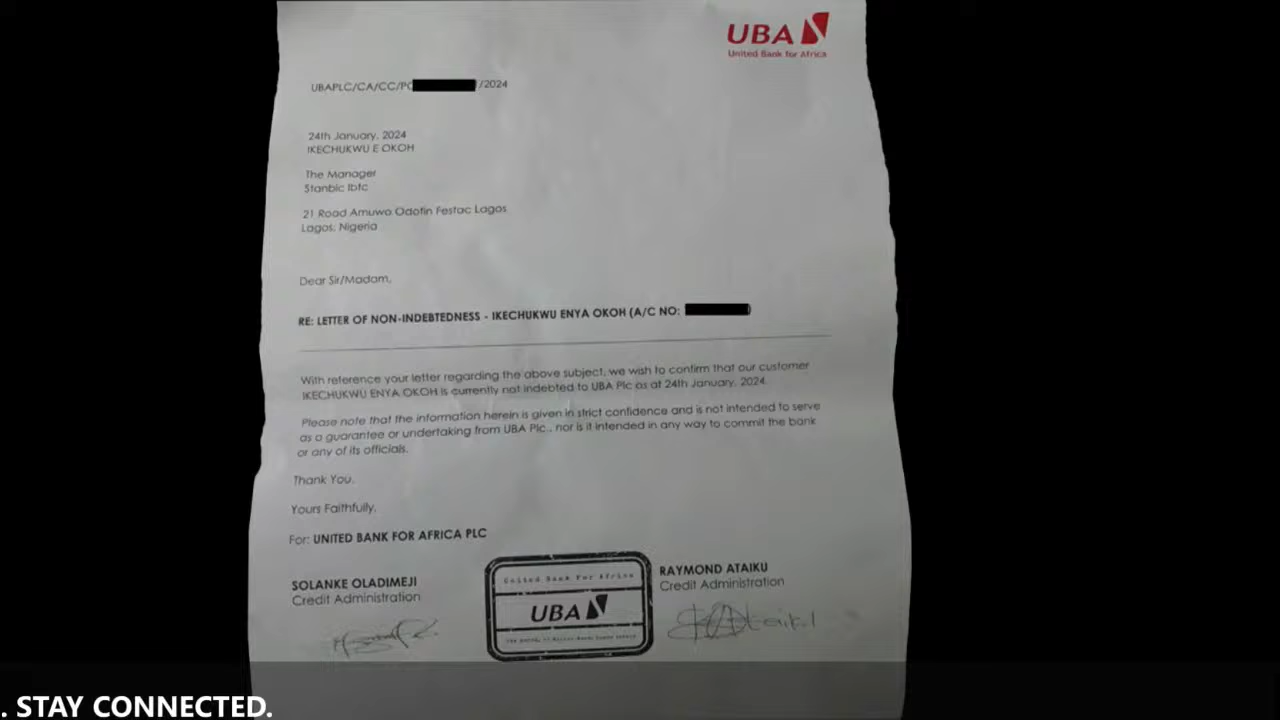 UBA
United Bank for Africa
UBAPLC/CA/CC/PC /2024
24th January, 2024
IKECHUKWU E OKOH
The Manager
Stanbic Ibtc
21 Road Amuwo Odofin Festac Lagos
Lagos, Nigeria
Dear Sir/Madam,
RE: LETTER OF NON-INDEBTEDNESS - IKECHUKWU ENYA OKOH (A/C NO: )
With reference your letter regarding the above subject, we wish to confirm that our customer
IKECHUKWU ENYA OKOH is currently not indebted to UBA Plc as at 24th January, 2024.
Please note that the information herein is given in strict confidence and is not intended to serve
as a guarantee or undertaking from UBA Plc., nor is it intended in any way to commit the bank
or any of its officials.
Thank You.
Yours Faithfully,
For: UNITED BANK FOR AFRICA PLC
SOLANKE OLADIMEJI
Credit Administration
United Bank For Africa
UBA
RAYMOND ATAIKU
Credit Administration
. STAY CONNECTED.